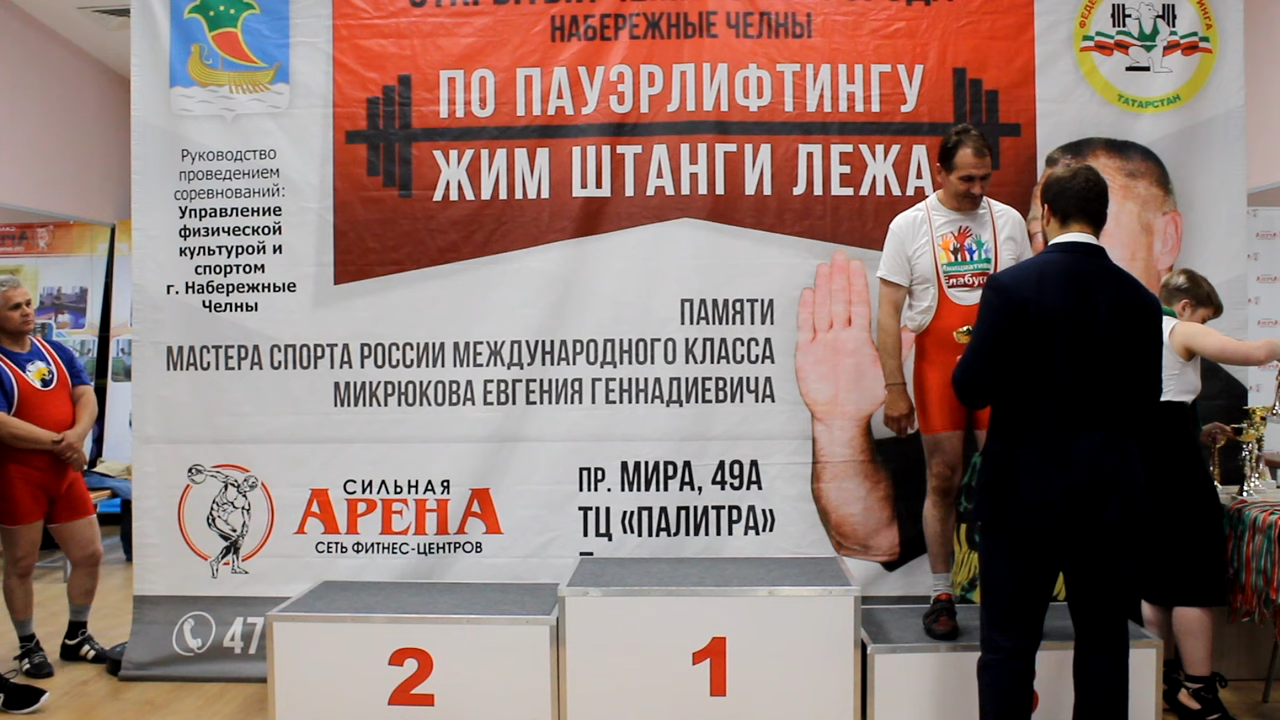 НАБЕРЕЖНЫЕ ЧЕЛНЫ
ПО ПАУЭРЛИФТИНГУ
ЖИМ ШТАНГИ ЛЕЖА
ТАТАРСТАН
Руководство
проведением
соревнований:
Управление
физической
культурой и
спортом
г. Набережные
Челны
ПАМЯТИ
МАСТЕРА СПОРТА РОССИИ МЕЖДУНАРОДНОГО КЛАССА
МИКРЮКОВА ЕВГЕНИЯ ГЕННАДИЕВИЧА
СИЛЬНАЯ
АРЕНА
СЕТЬ ФИТНЕС-ЦЕНТРОВ
ПР. МИРА, 49А
ТЦ «ПАЛИТРА»
47
2
1